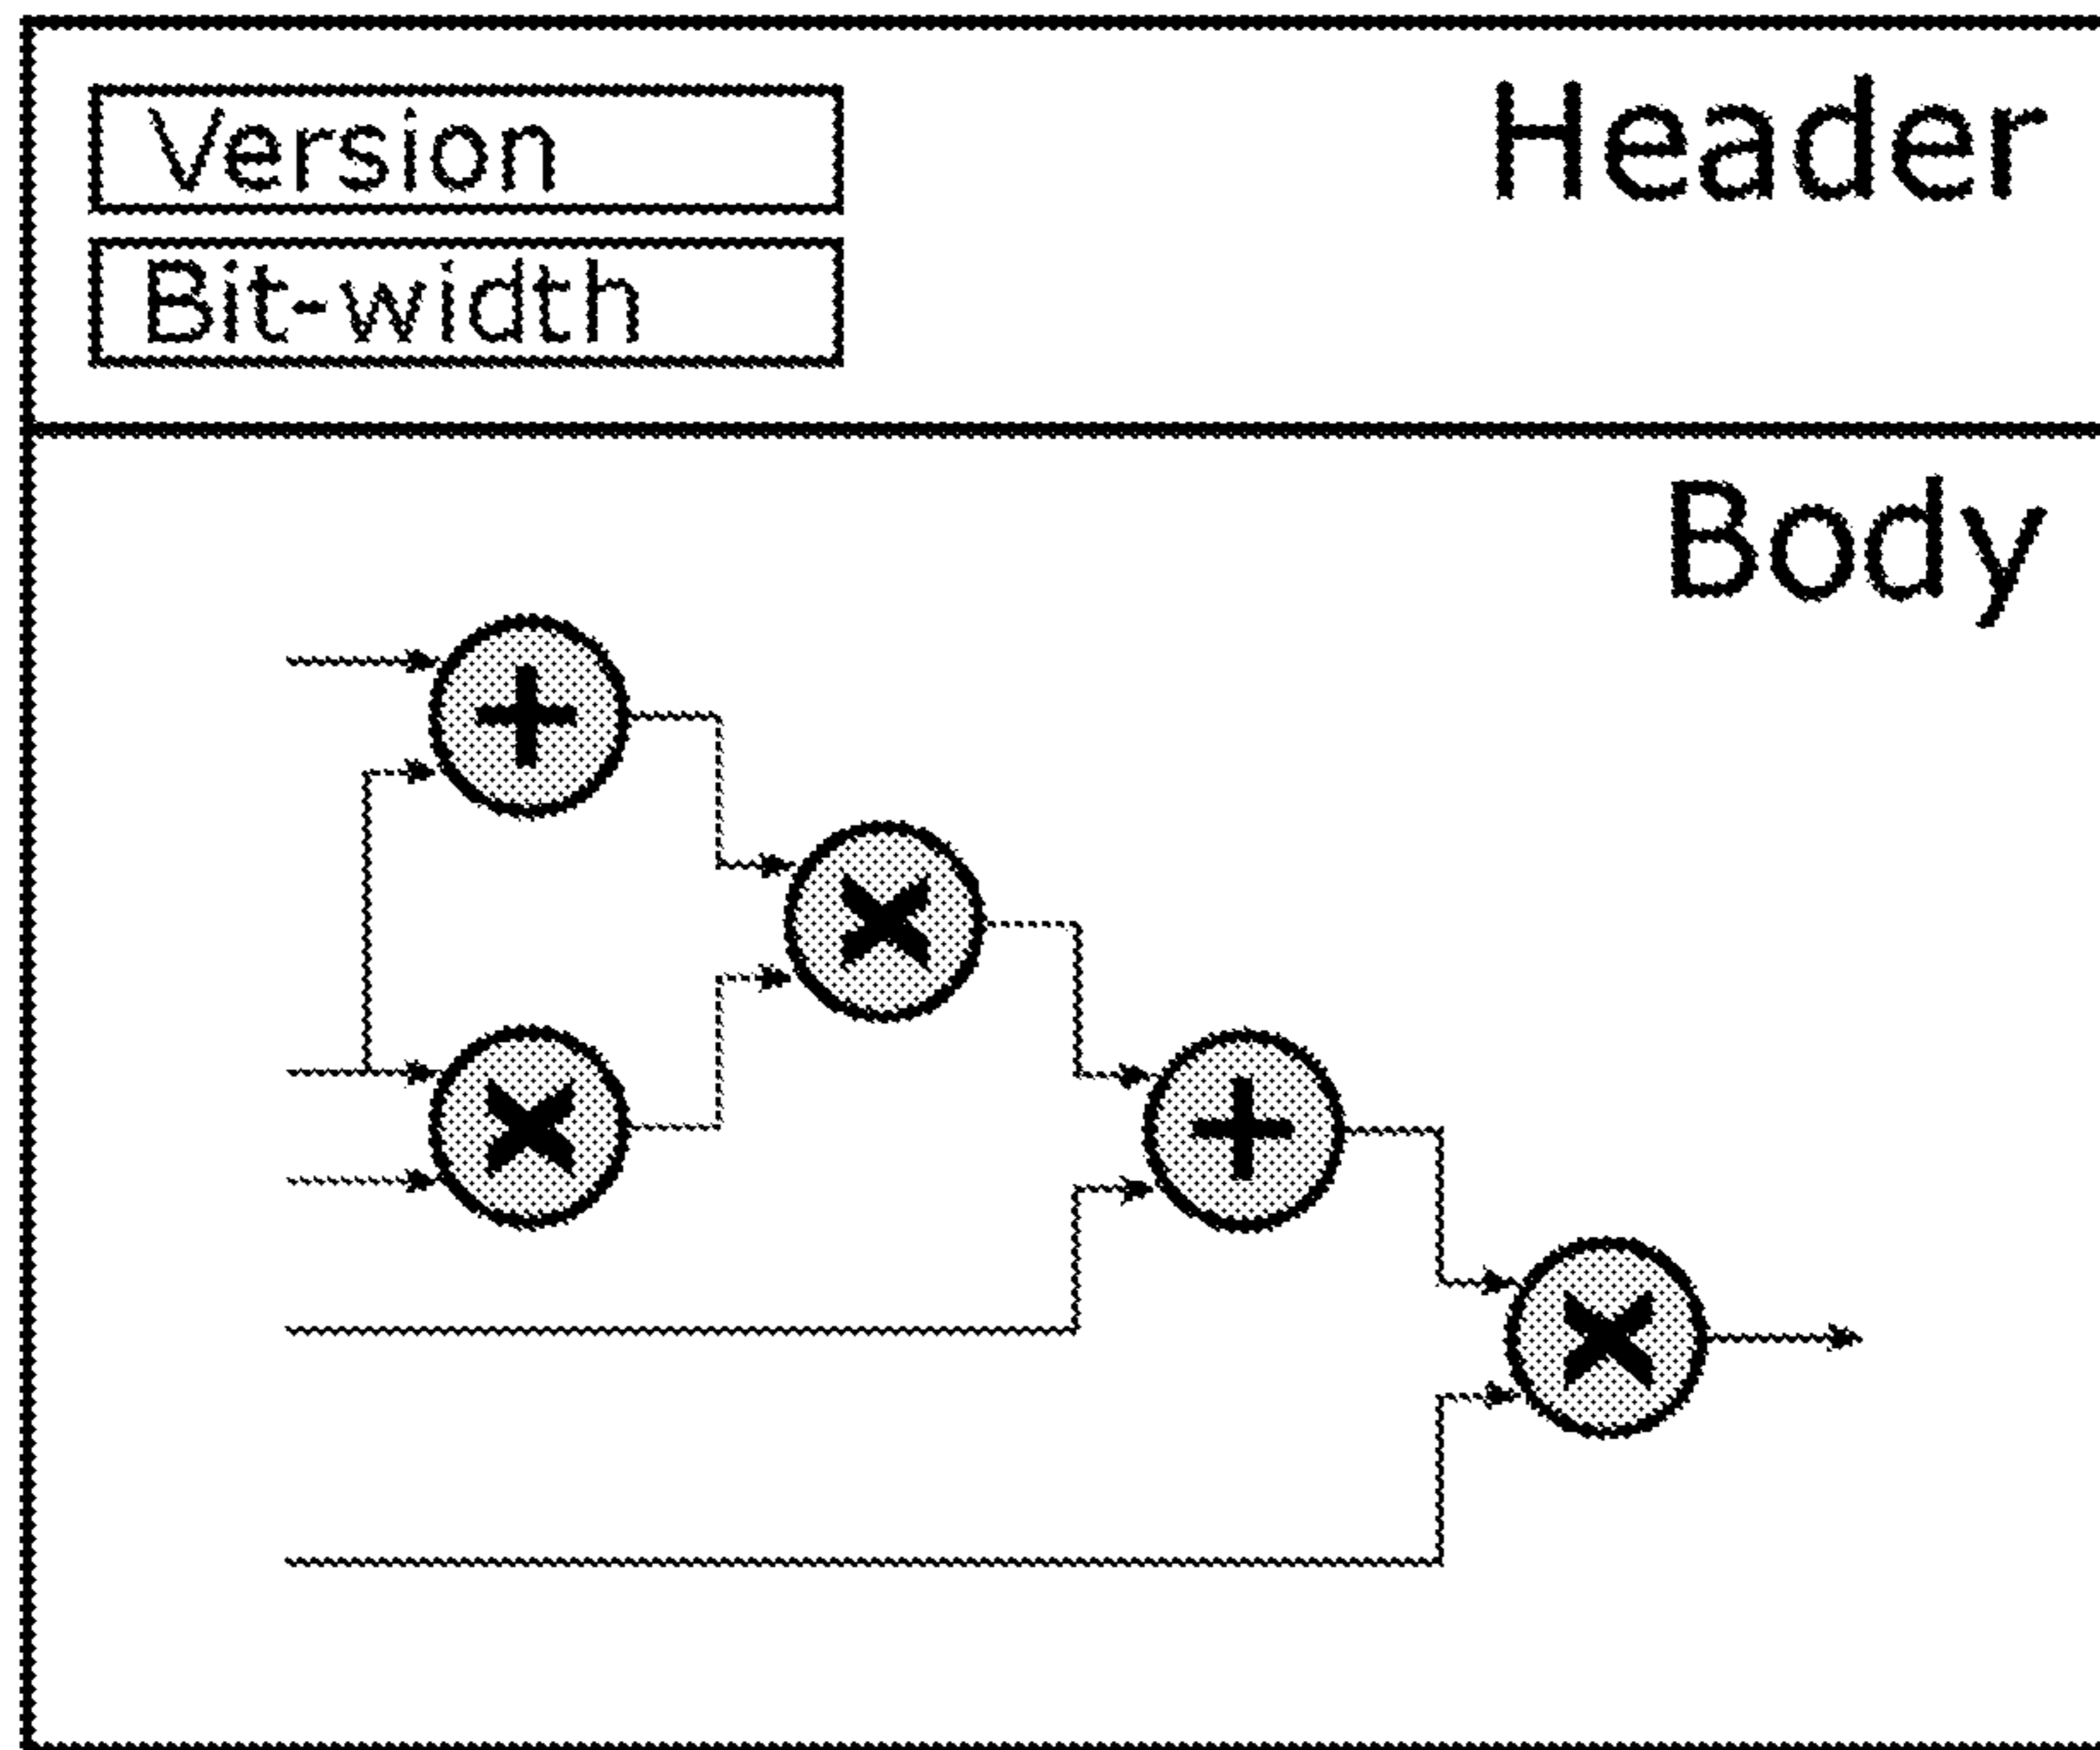 Version
Header
Bit-width
Body
+
×
×
+
×